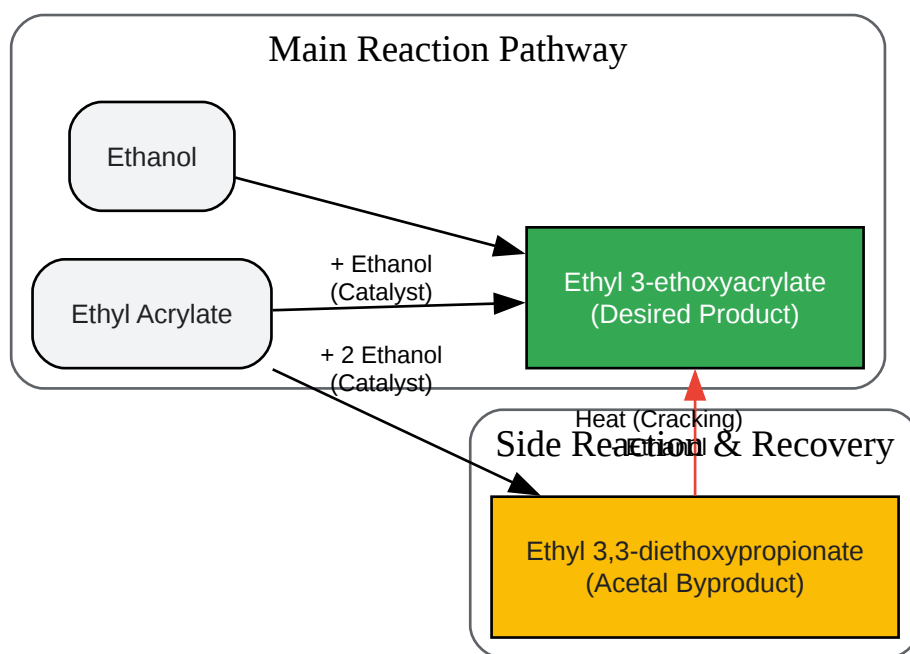 Main Reaction Pathway
Ethanol
Ethyl Acrylate
+ Ethanol
(Catalyst)
+ 2 Ethanol
(Catalyst)
Ethyl 3-ethoxyacrylate
(Desired Product)
Heat (Cracking)
- Ethanol
Side Reaction & Recovery
Ethyl 3,3-diethoxypropionate
(Acetal Byproduct)